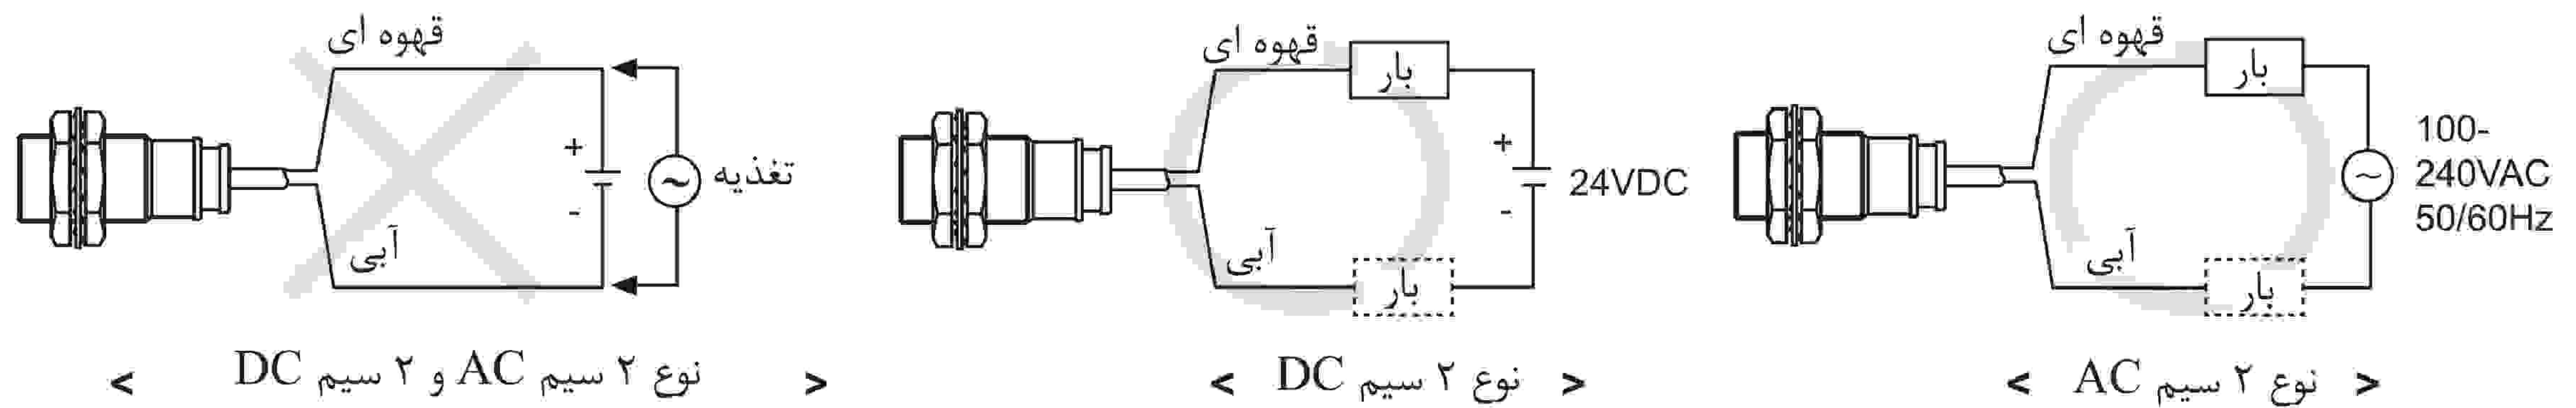 قهوه ای
+
-
~
تغذیه
آبی
< نوع ۲ سیم AC و ۲ سیم DC >
قهوه ای
بار
+
-
24VDC
آبی
بار
< نوع ۲ سیم DC >
قهوه ای
بار
~
100-
240VAC
50/60Hz
آبی
بار
< نوع ۲ سیم AC >